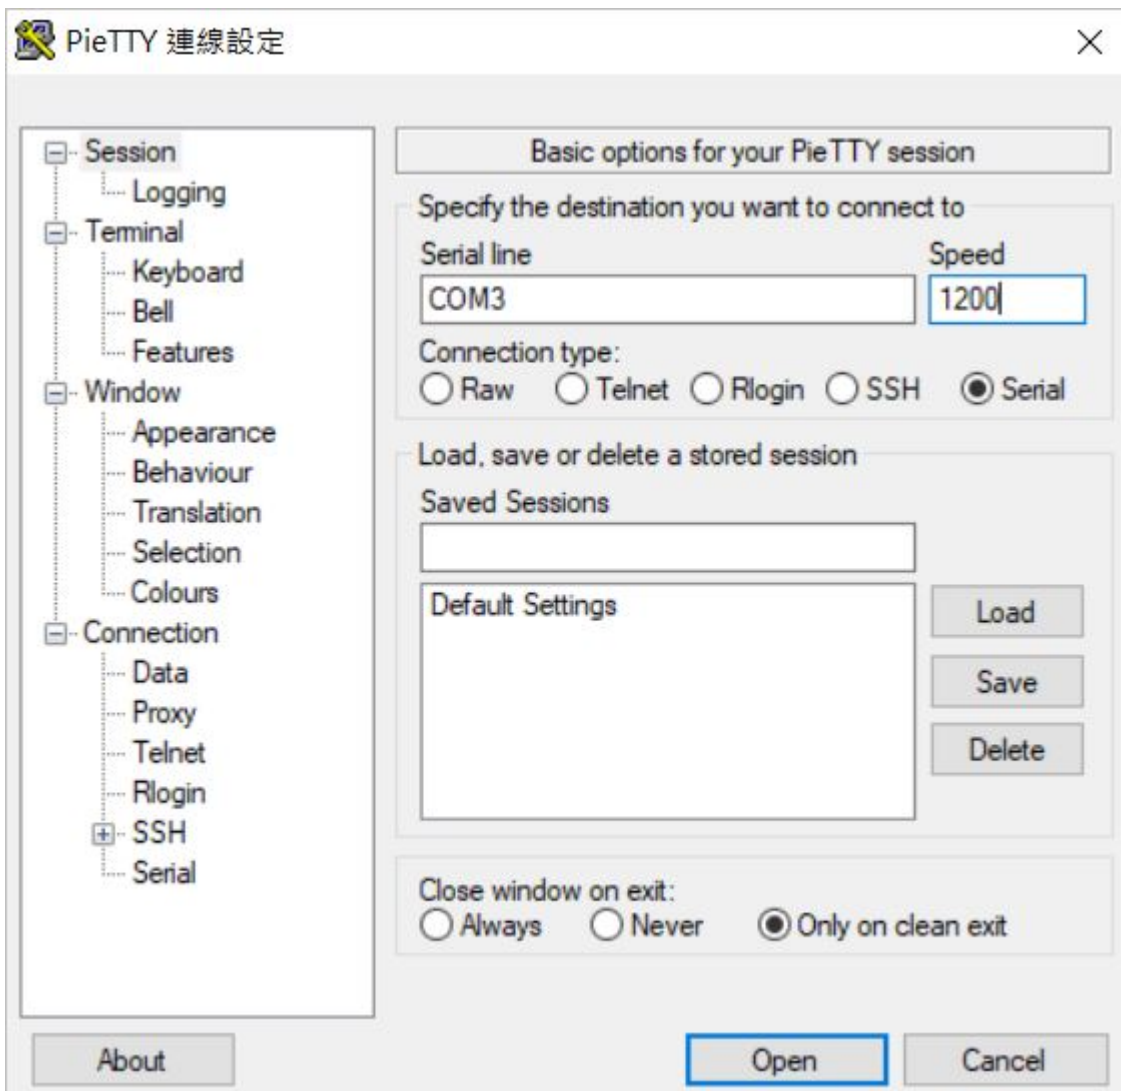 PieTTY 連線設定
Session
Logging
Terminal
Keyboard
Bell
Features
Window
Appearance
Behaviour
Translation
Selection
Colours
Connection
Data
Proxy
Telnet
Rlogin
SSH
Serial
Basic options for your PieTTY session
Specify the destination you want to connect to
Serial line Speed
COM3 1200
Connection type:
Raw Telnet Rlogin SSH Serial
Load, save or delete a stored session
Saved Sessions
Default Settings
Load
Save
Delete
Close window on exit:
Always Never Only on clean exit
About Open Cancel